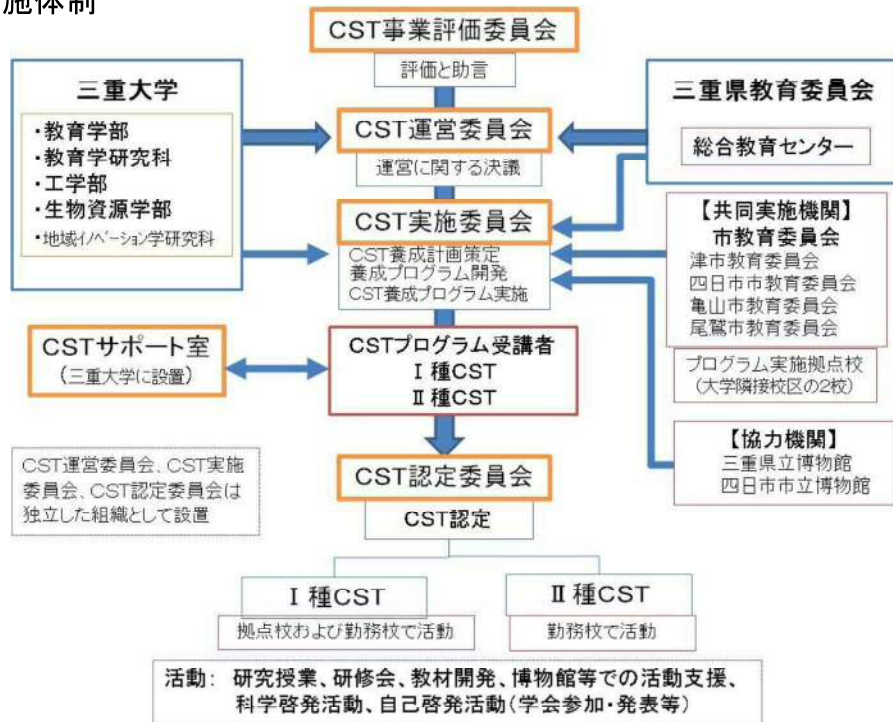 施体制
CST事業評価委員会
評価と助言
三重大学
・教育学部
・教育学研究科
・工学部
・生物資源学部
・地域イノベーション学研究科
CST運営委員会
運営に関する決議
三重県教育委員会
総合教育センター
CST実施委員会
CST養成計画策定
養成プログラム開発
CST養成プログラム実施
【共同実施機関】
市教育委員会
津市教育委員会
四日市市教育委員会
亀山市教育委員会
尾鷲市教育委員会
プログラム実施拠点校
(大学隣接校区の2校)
CSTサポート室
(三重大学に設置)
CSTプログラム受講者
Ⅰ種CST
Ⅱ種CST
【協力機関】
三重県立博物館
四日市市立博物館
CST運営委員会、CST実施
委員会、CST認定委員会は
独立した組織として設置
CST認定委員会
CST認定
Ⅰ種CST
拠点校および勤務校で活動
Ⅱ種CST
勤務校で活動
活動: 研究授業、研修会、教材開発、博物館等での活動支援、
科学啓発活動、自己啓発活動(学会参加・発表等)